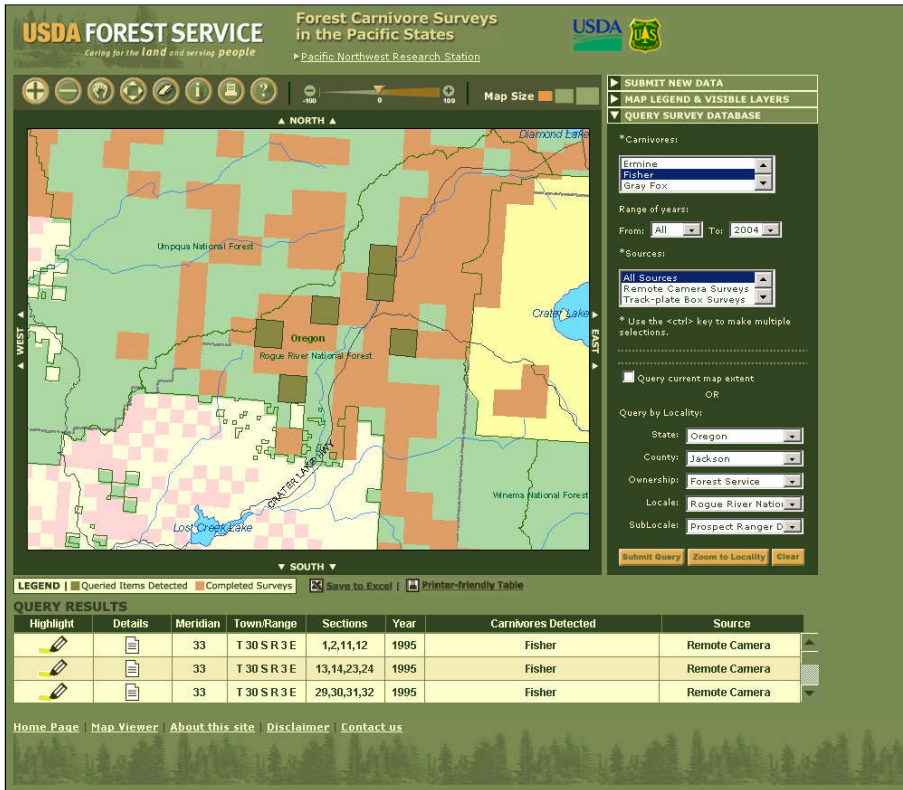 USDA FOREST SERVICE
Caring for the land and serving people
Forest Carnivore Surveys
in the Pacific States
Pacific Northwest Research Station
USDA
-100
0
100
Map Size
▲ NORTH ▲
WEST
EAST
Diamond Lake
Umpqua National Forest
Crater Lake
Oregon
Rogue River National Forest
CRATER LAKE HWY
Winema National Forest
Lost Creek Lake
▼ SOUTH ▼
SUBMIT NEW DATA
MAP LEGEND & VISIBLE LAYERS
QUERY SURVEY DATABASE
*Carnivores:
Ermine
Fisher
Gray Fox
Range of years:
From: All To: 2004
*Sources:
All Sources
Remote Camera Surveys
Track-plate Box Surveys
* Use the <ctrl> key to make multiple
selections.
Query current map extent
OR
Query by Locality:
State: Oregon
County: Jackson
Ownership: Forest Service
Locale: Rogue River Natio
SubLocale: Prospect Ranger D
Submit Query Zoom to Locality Clear
LEGEND | Queried Items Detected Completed Surveys Save to Excel | Printer-friendly Table
QUERY RESULTS
Highlight Details Meridian Town/Range Sections Year Carnivores Detected Source
33 T 30 S R 3 E 1,2,11,12 1995 Fisher Remote Camera
33 T 30 S R 3 E 13,14,23,24 1995 Fisher Remote Camera
33 T 30 S R 3 E 29,30,31,32 1995 Fisher Remote Camera
Home Page | Map Viewer | About this site | Disclaimer | Contact us